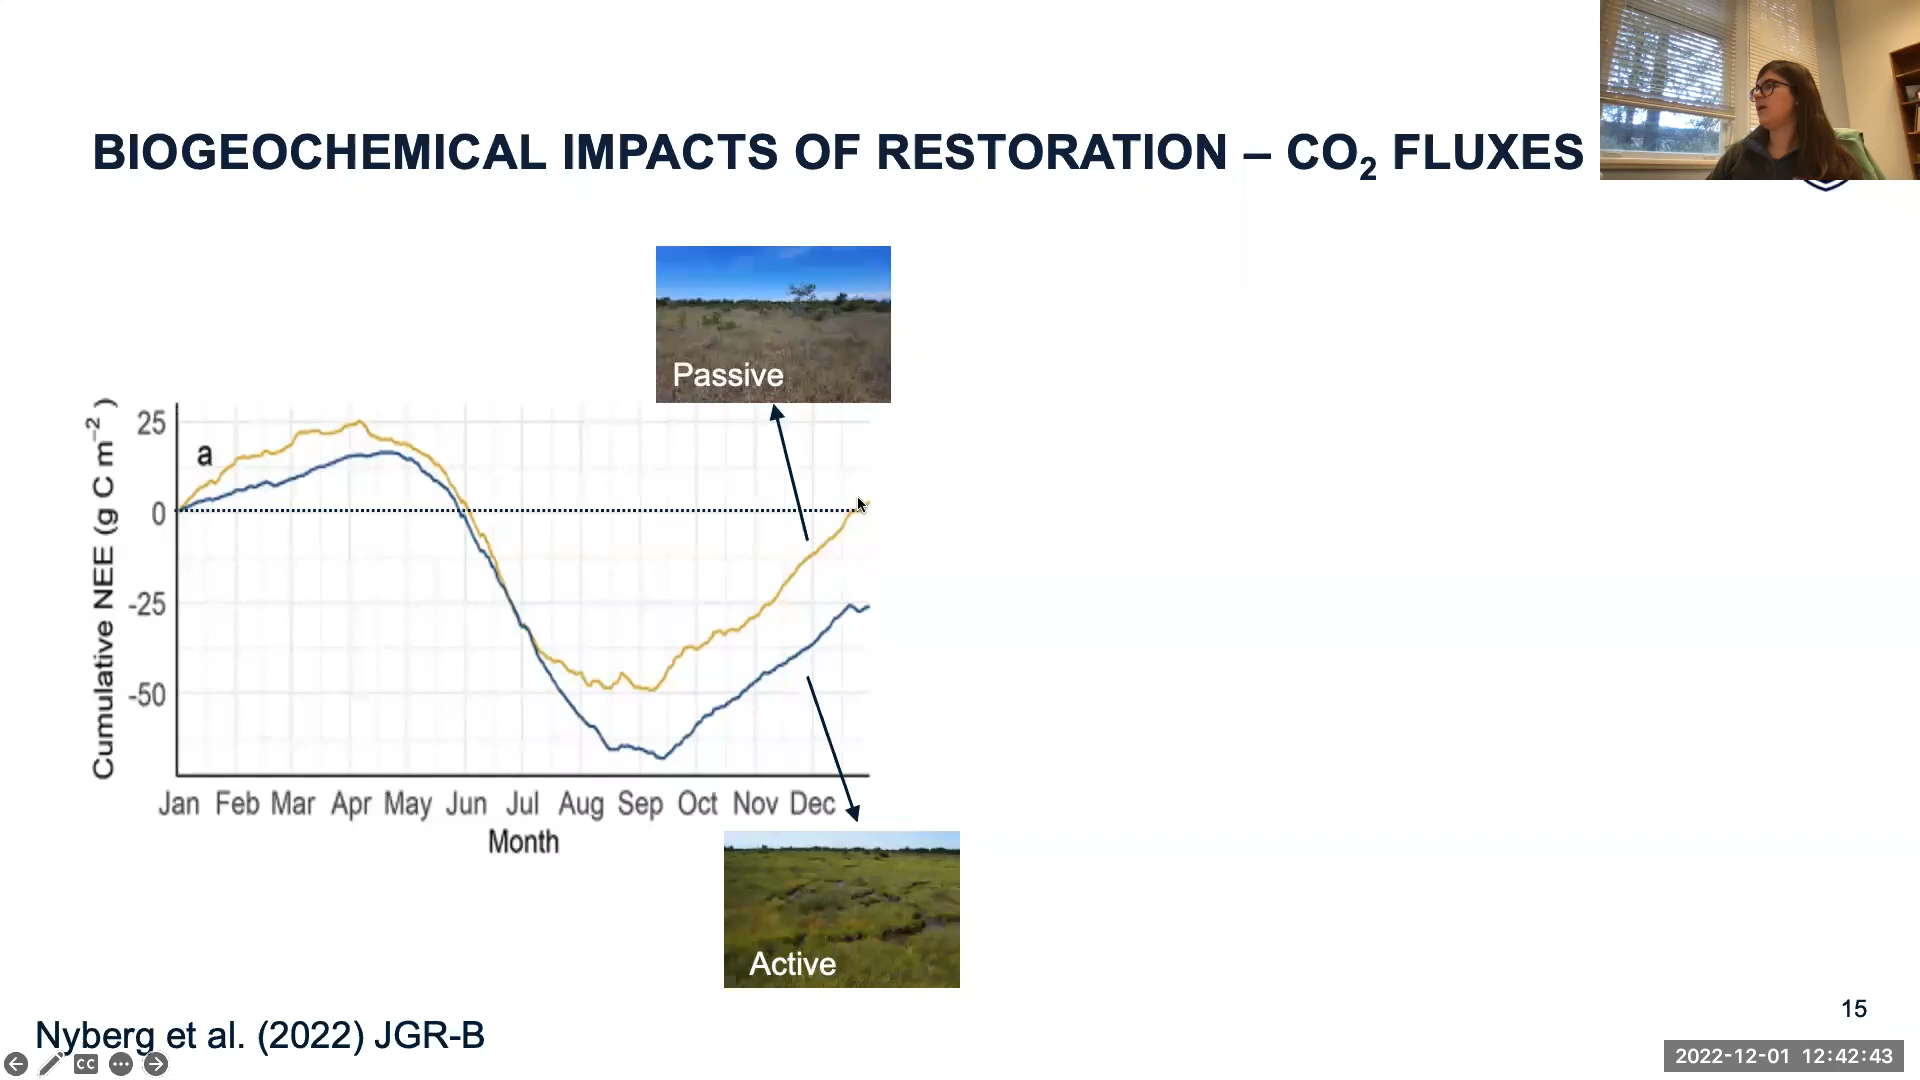 BIOGEOCHEMICAL IMPACTS OF RESTORATION – CO₂ FLUXES
Passive
Cumulative NEE (g C m⁻²)
25
0
-25
-50
a
Jan Feb Mar Apr May Jun Jul Aug Sep Oct Nov Dec
Month
Active
15
Nyberg et al. (2022) JGR-B
CC
2022-12-01 12:42:43